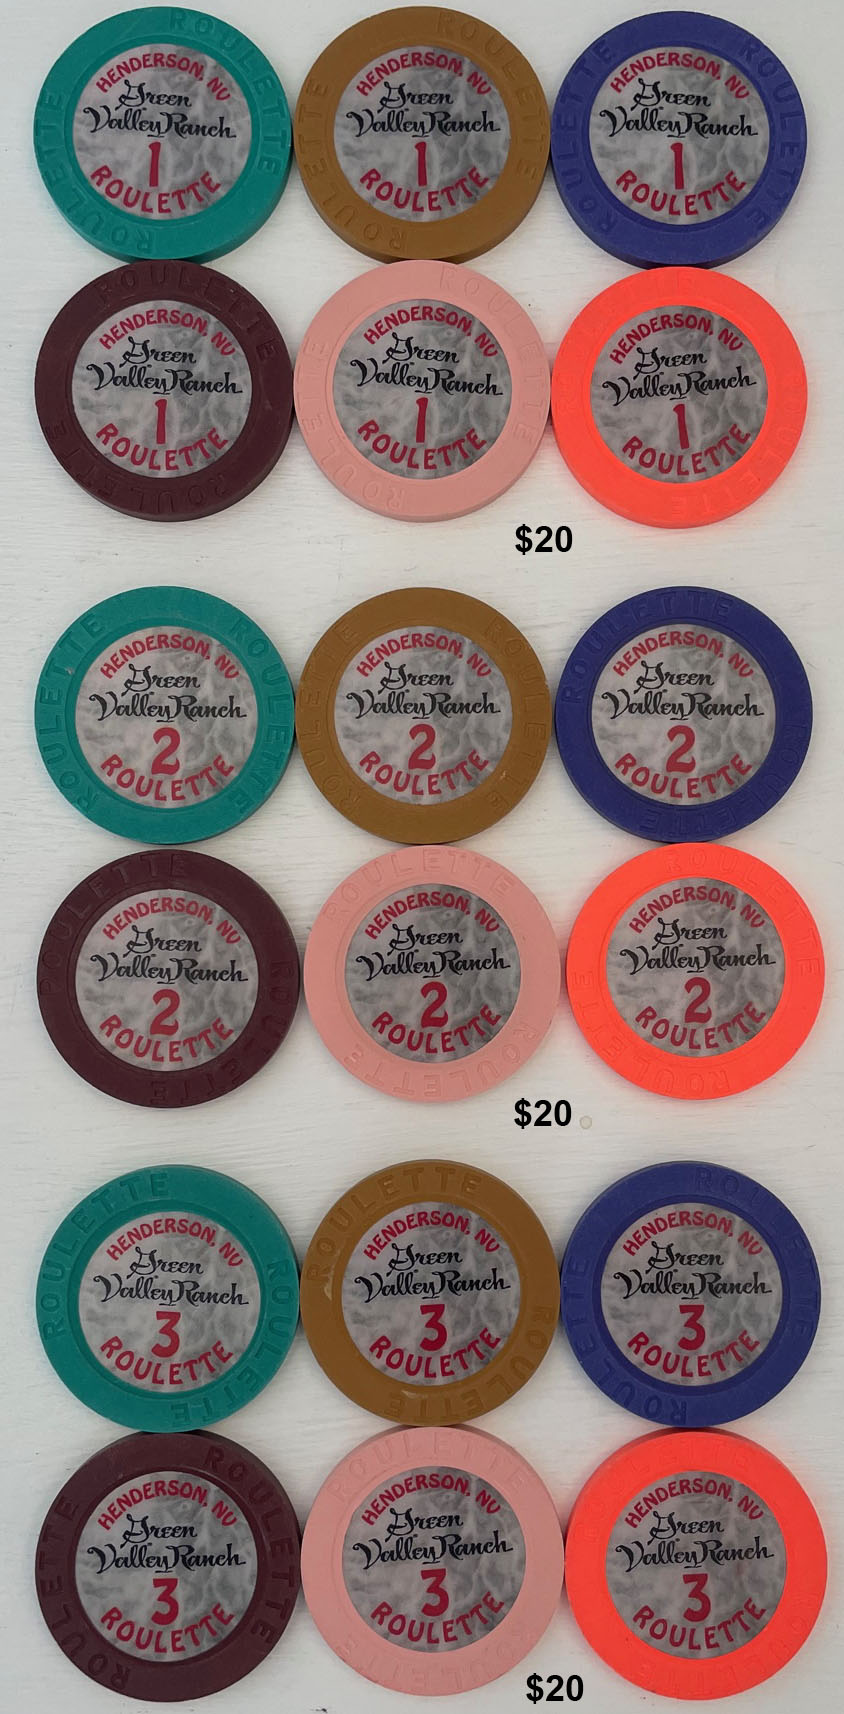 HENDERSON, NV
Green
Valley Ranch
1
ROULETTE
HENDERSON, NV
Green
Valley Ranch
1
ROULETTE
HENDERSON, NV
Green
Valley Ranch
1
ROULETTE
HENDERSON, NV
Green
Valley Ranch
1
ROULETTE
HENDERSON, NV
Green
Valley Ranch
1
ROULETTE
HENDERSON, NV
Green
Valley Ranch
1
ROULETTE
$20
HENDERSON, NV
Green
Valley Ranch
2
ROULETTE
HENDERSON, NV
Green
Valley Ranch
2
ROULETTE
HENDERSON, NV
Green
Valley Ranch
2
ROULETTE
HENDERSON, NV
Green
Valley Ranch
2
ROULETTE
HENDERSON, NV
Green
Valley Ranch
2
ROULETTE
HENDERSON, NV
Green
Valley Ranch
2
ROULETTE
$20
HENDERSON, NV
Green
Valley Ranch
3
ROULETTE
HENDERSON, NV
Green
Valley Ranch
3
ROULETTE
HENDERSON, NV
Green
Valley Ranch
3
ROULETTE
HENDERSON, NV
Green
Valley Ranch
3
ROULETTE
HENDERSON, NV
Green
Valley Ranch
3
ROULETTE
HENDERSON, NV
Green
Valley Ranch
3
ROULETTE
$20